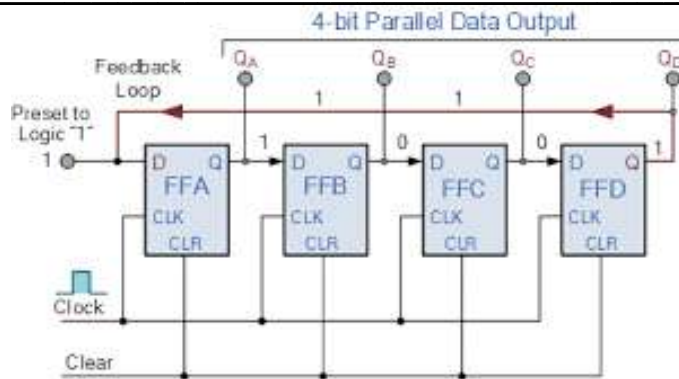 4-bit Parallel Data Output
QA QB QC QD
Feedback Loop
1 1
Preset to Logic "1"
1
D Q 1 D Q 0 D Q 0 D Q 1
FFA FFB FFC FFD
CLK CLK CLK CLK
CLR CLR CLR CLR
Clock
Clear